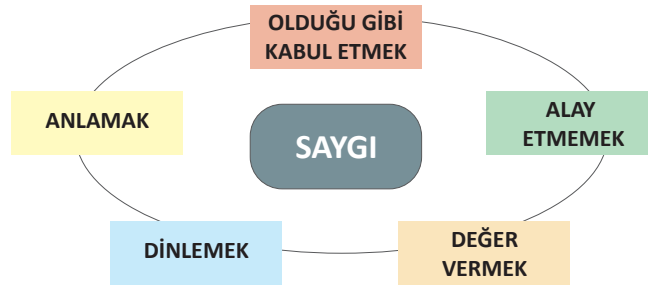 OLDUĞU GİBİ
KABUL ETMEK
ANLAMAK
ALAY
ETMEMEK
SAYGI
DİNLEMEK
DEĞER
VERMEK